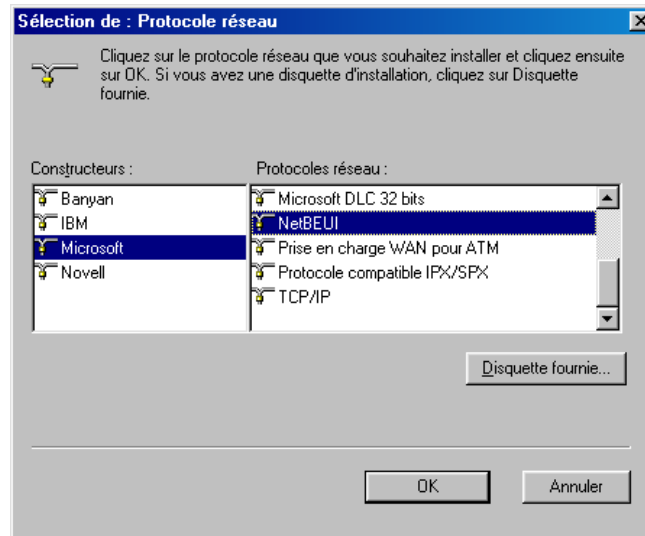 Sélection de : Protocole réseau
Cliquez sur le protocole réseau que vous souhaitez installer et cliquez ensuite
sur OK. Si vous avez une disquette d'installation, cliquez sur Disquette
fournie.
Constructeurs :
Protocoles réseau :
Banyan
IBM
Microsoft
Novell
Microsoft DLC 32 bits
NetBEUI
Prise en charge WAN pour ATM
Protocole compatible IPX/SPX
TCP/IP
Disquette fournie...
OK
Annuler